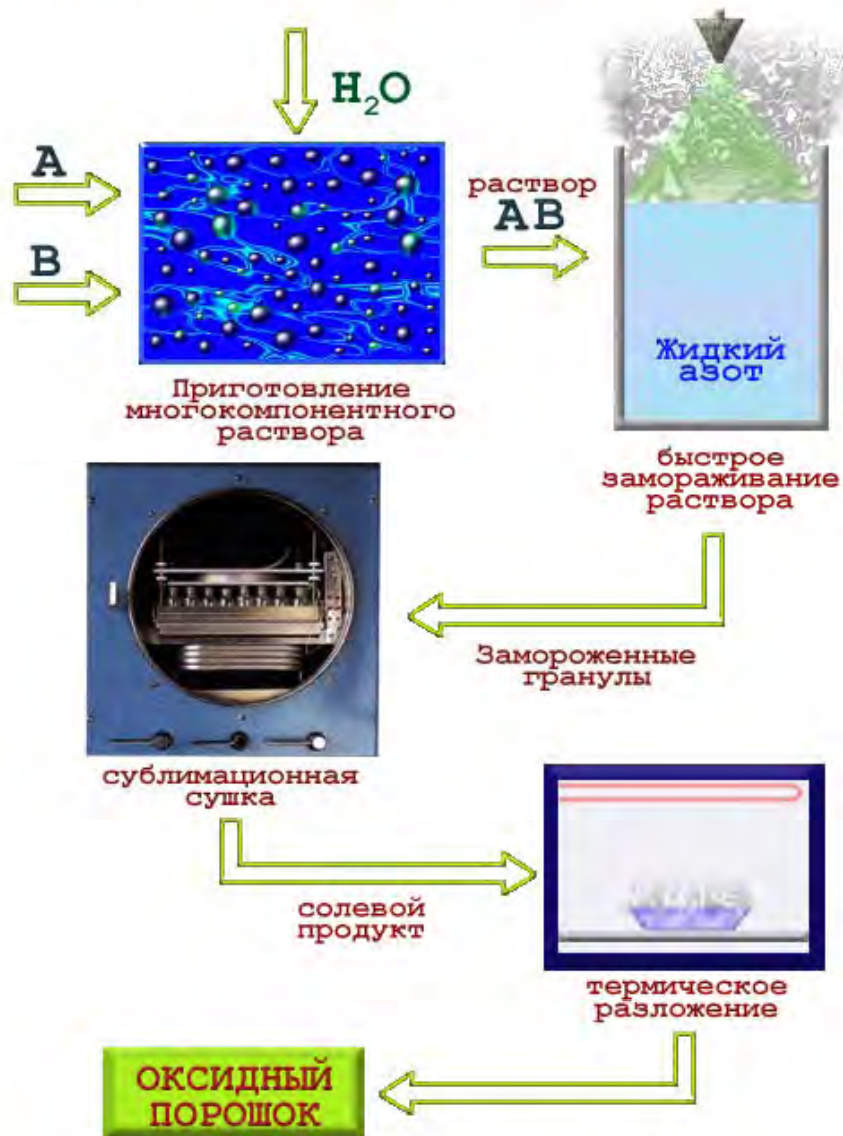 H₂O
A
B
раствор
AB
Жидкий
азот
Приготовление
многокомпонентного
раствора
быстрое
замораживание
раствора
Замороженные
гранулы
сублимационная
сушка
солевой
продукт
термическое
разложение
ОКСИДНЫЙ
ПОРОШОК